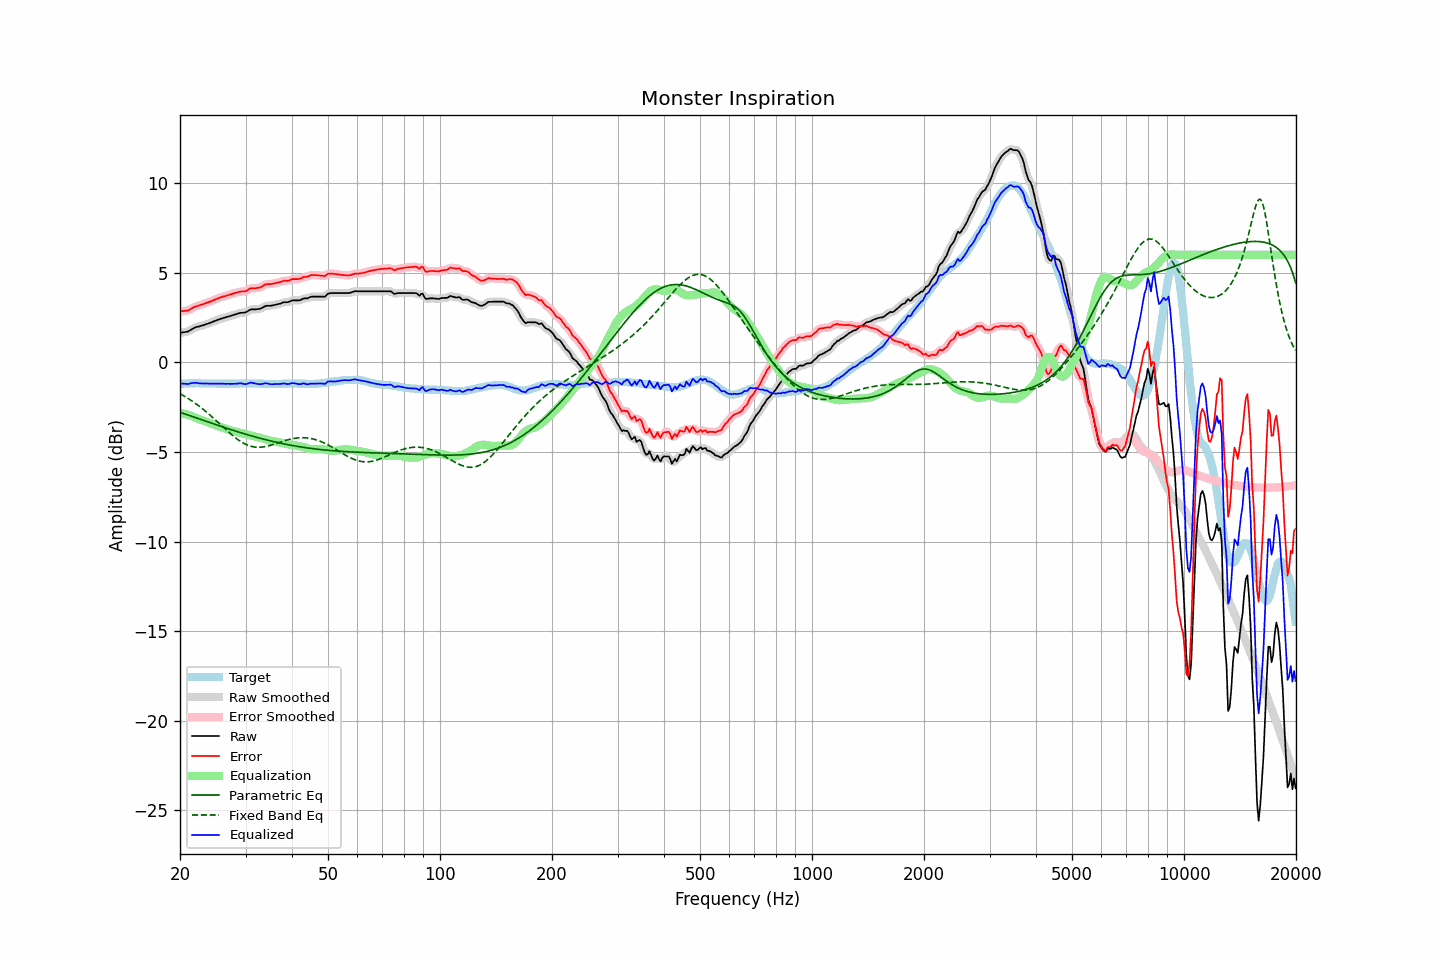 Monster Inspiration
Amplitude (dBr)
10
5
0
−5
−10
−15
−20
−25
Target
Raw Smoothed
Error Smoothed
Raw
Error
Equalization
Parametric Eq
Fixed Band Eq
Equalized
20 50 100 200 500 1000 2000 5000 10000 20000
Frequency (Hz)